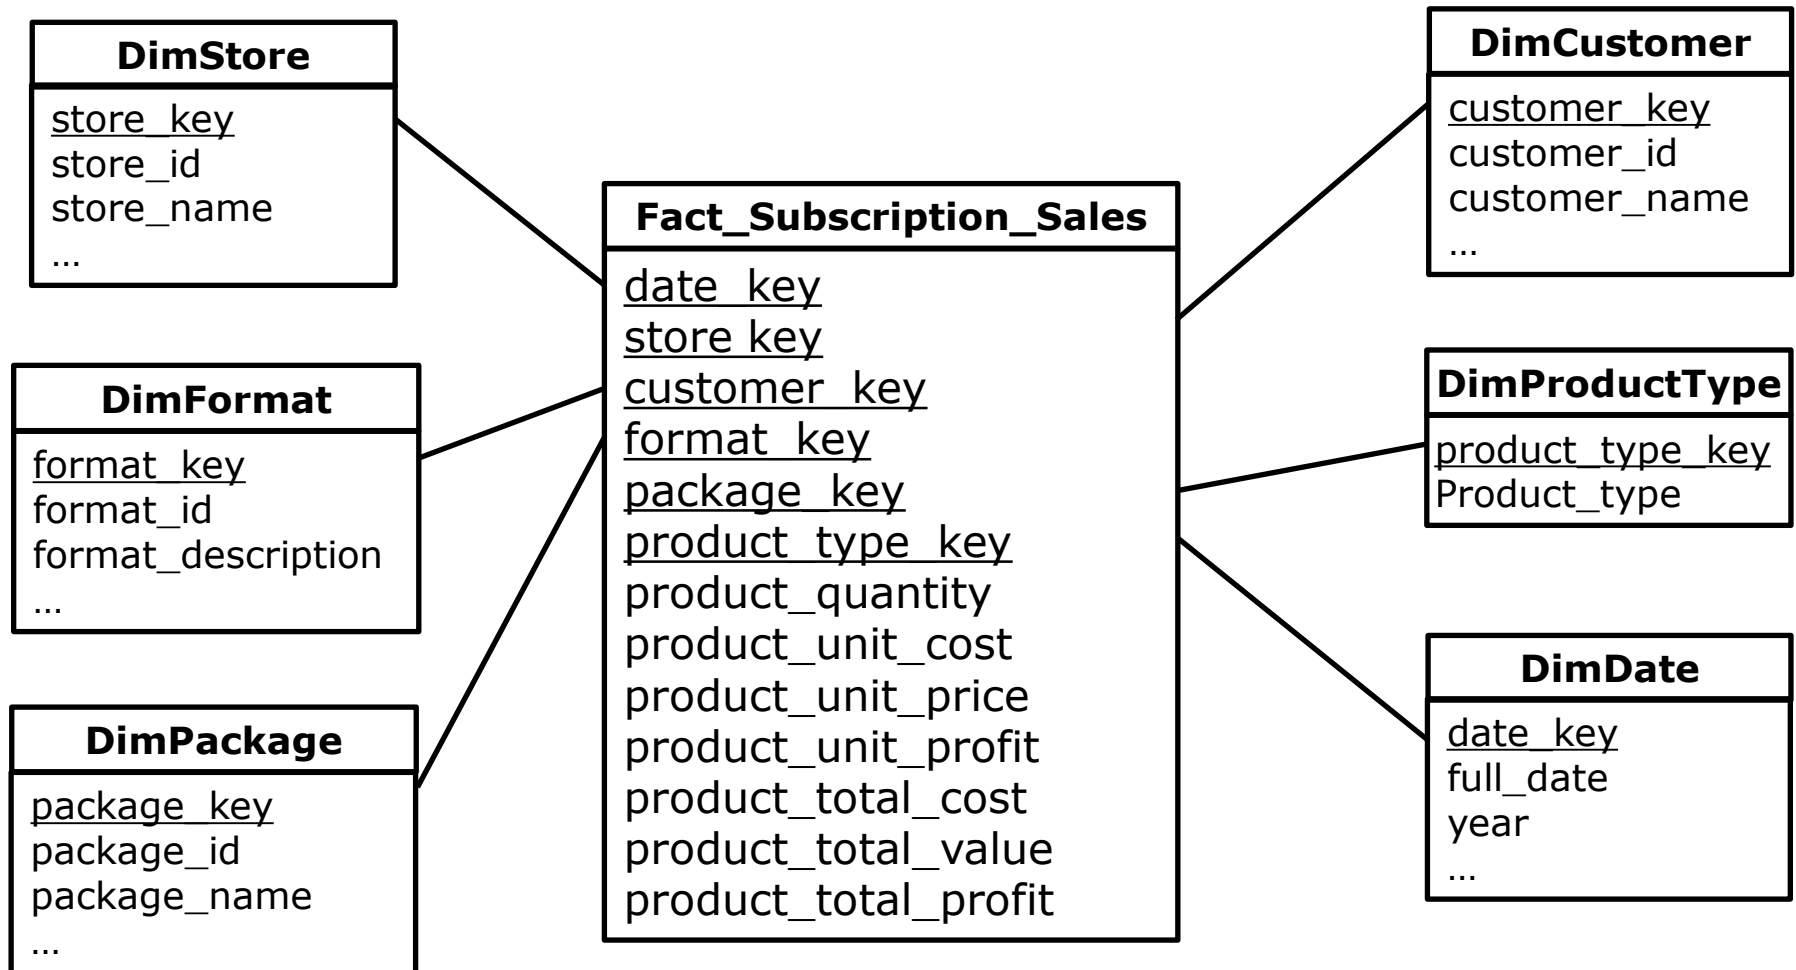 DimStore
store_key
store_id
store_name
...
DimFormat
format_key
format_id
format_description
...
DimPackage
package_key
package_id
package_name
...
Fact_Subscription_Sales
date_key
store key
customer_key
format_key
package_key
product_type_key
product_quantity
product_unit_cost
product_unit_price
product_unit_profit
product_total_cost
product_total_value
product_total_profit
DimCustomer
customer_key
customer_id
customer_name
...
DimProductType
product_type_key
Product_type
DimDate
date_key
full_date
year
...